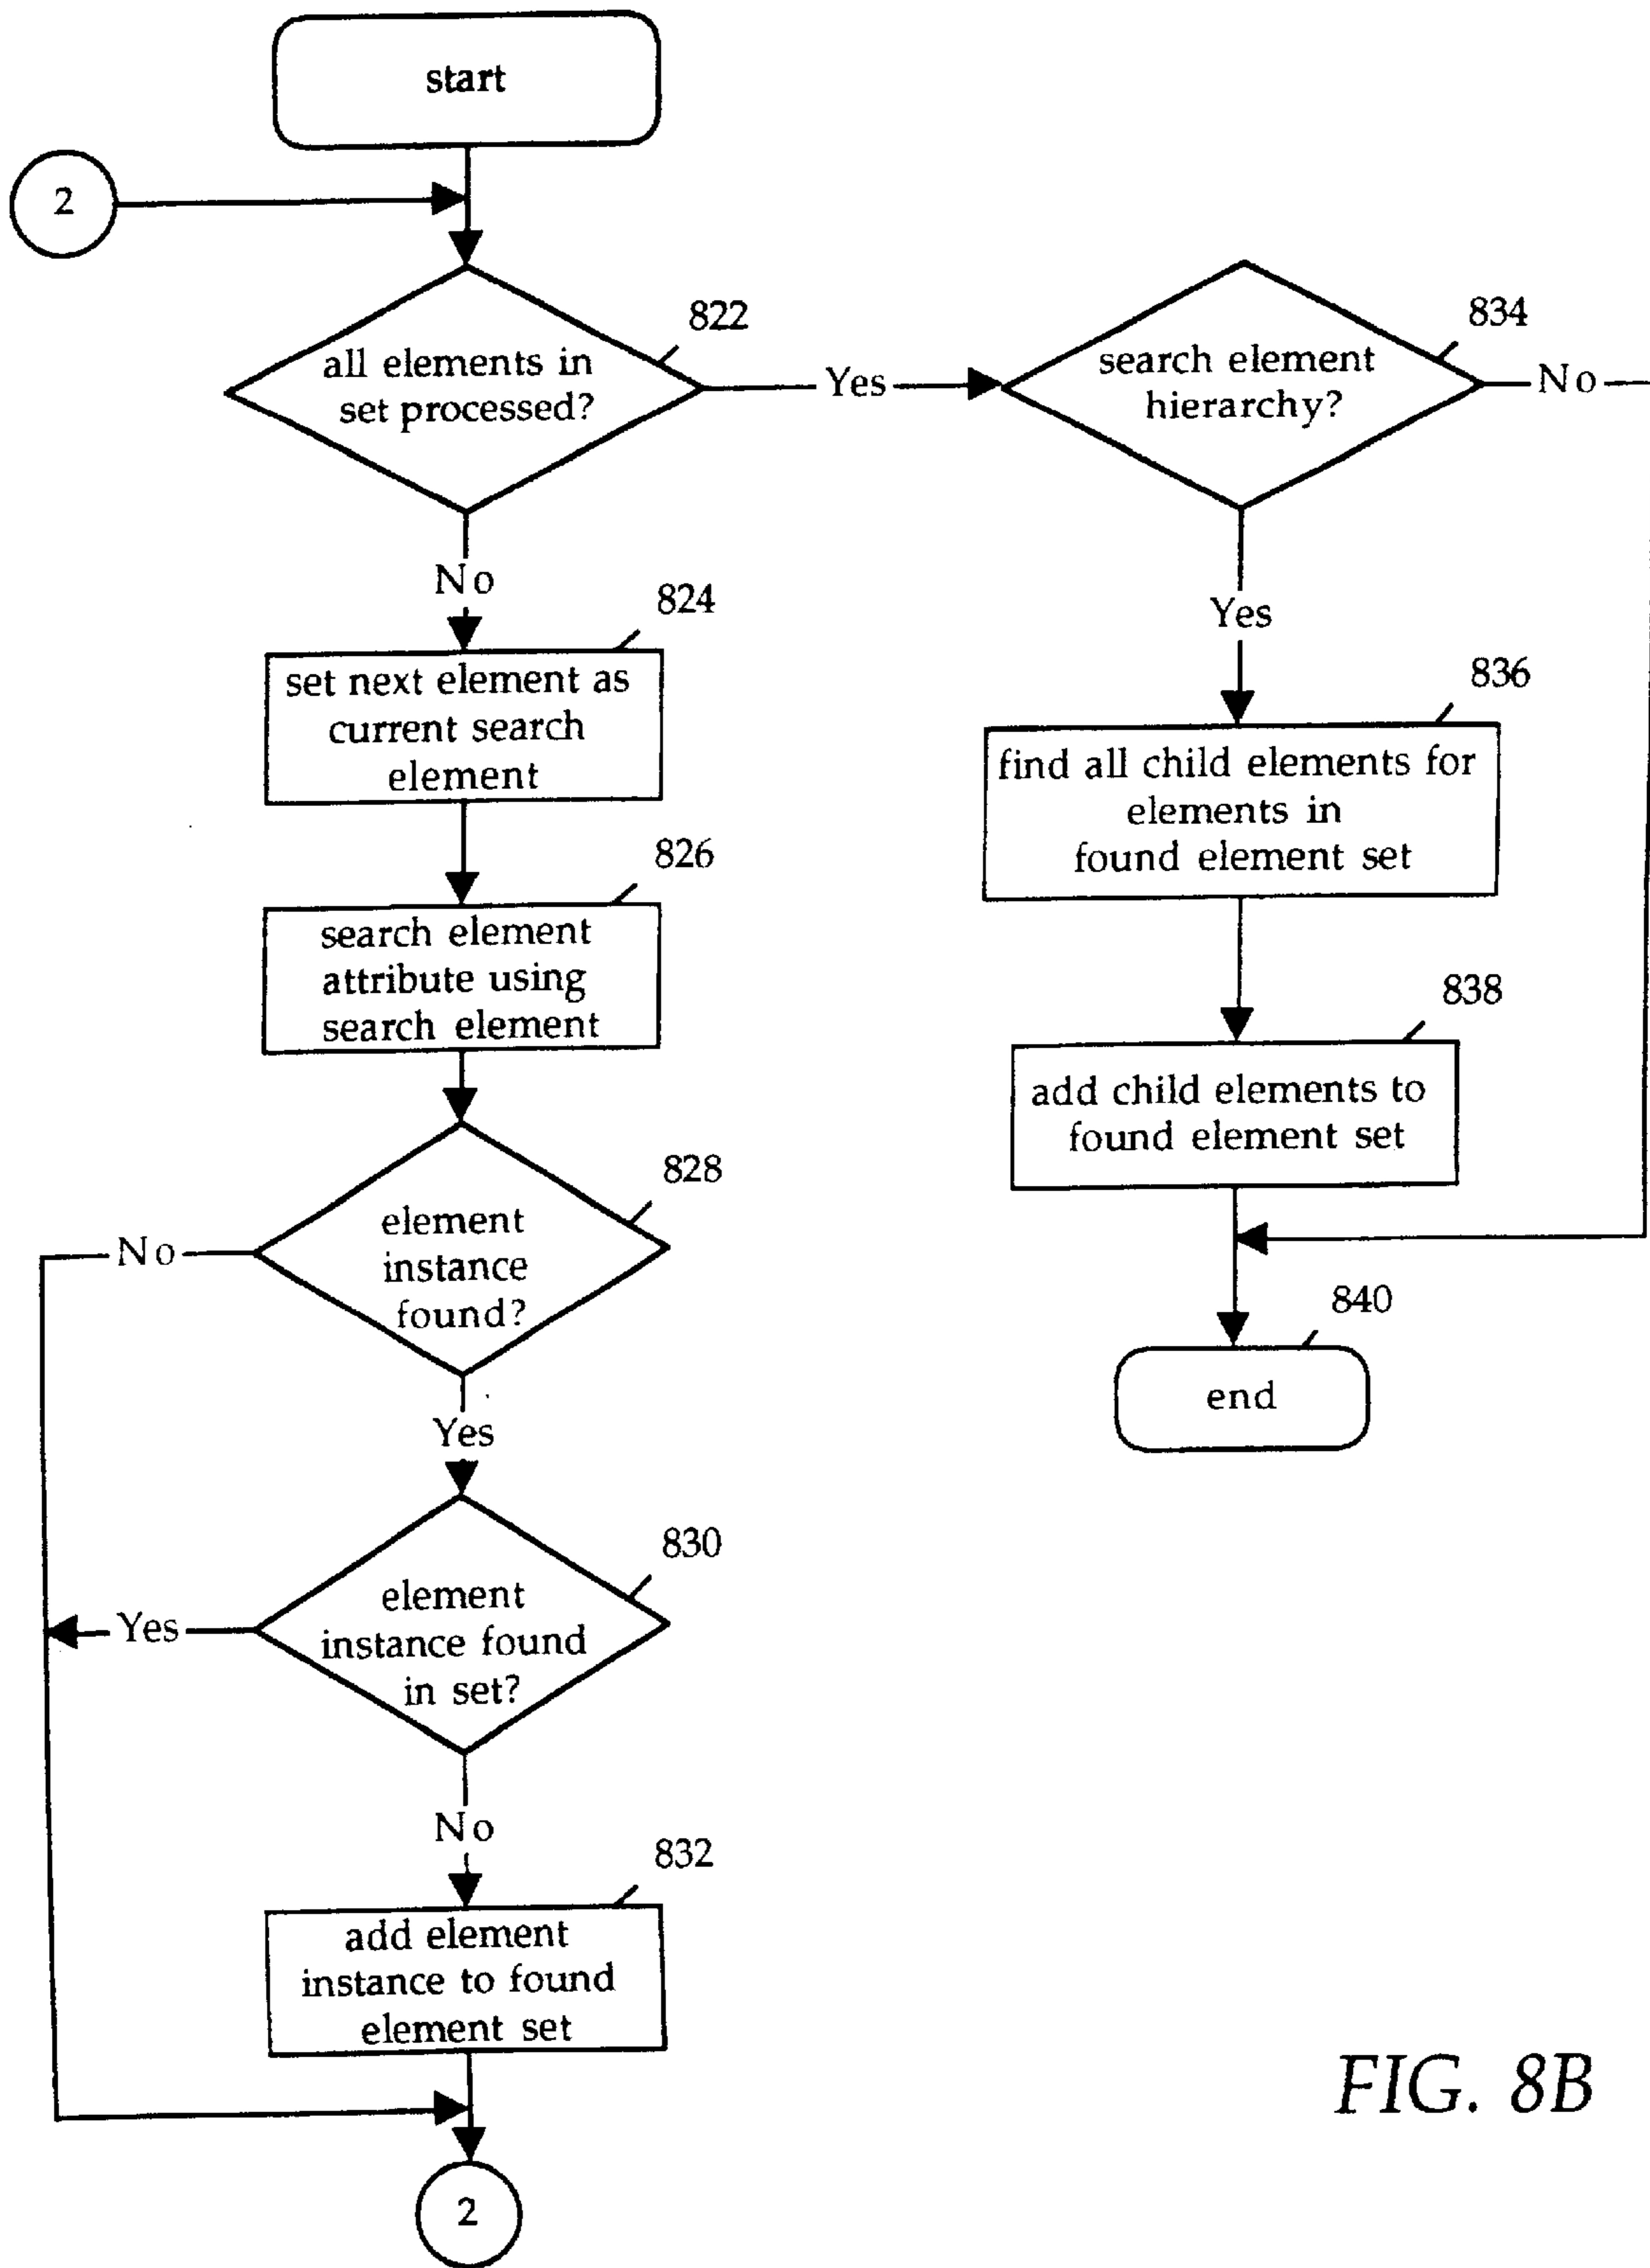 start
2
822
all elements in
set processed?
Yes
834
search element
hierarchy?
No
No
824
set next element as
current search
element
826
search element
attribute using
search element
828
element
instance
found?
No
Yes
830
element
instance found
in set?
Yes
No
832
add element
instance to found
element set
2
Yes
836
find all child elements for
elements in
found element set
838
add child elements to
found element set
840
end
FIG. 8B